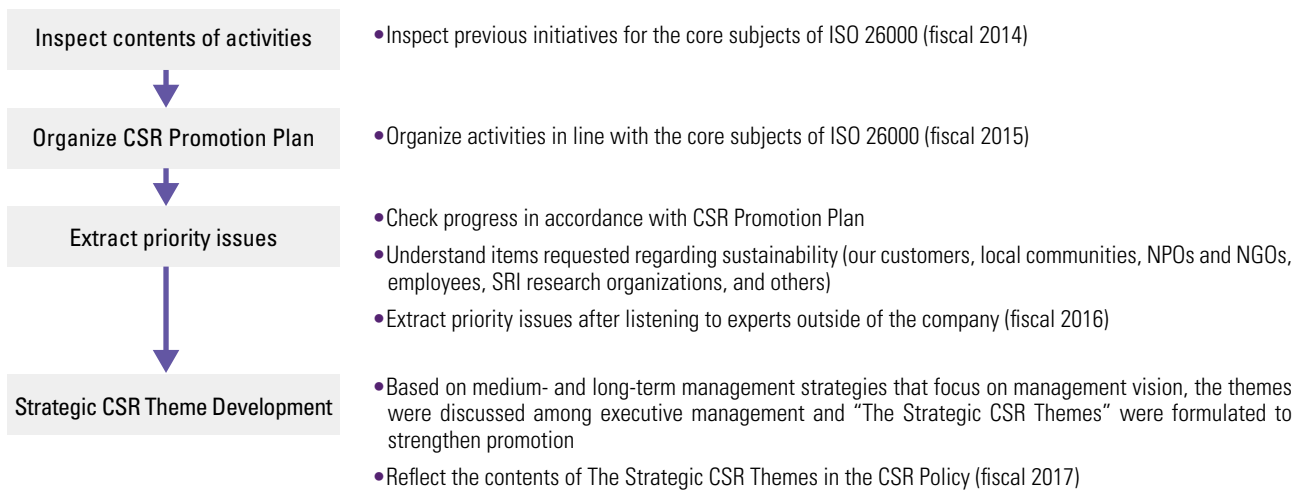 Inspect contents of activities
•Inspect previous initiatives for the core subjects of ISO 26000 (fiscal 2014)
Organize CSR Promotion Plan
•Organize activities in line with the core subjects of ISO 26000 (fiscal 2015)
Extract priority issues
•Check progress in accordance with CSR Promotion Plan
•Understand items requested regarding sustainability (our customers, local communities, NPOs and NGOs,
employees, SRI research organizations, and others)
•Extract priority issues after listening to experts outside of the company (fiscal 2016)
Strategic CSR Theme Development
•Based on medium- and long-term management strategies that focus on management vision, the themes
were discussed among executive management and “The Strategic CSR Themes” were formulated to
strengthen promotion
•Reflect the contents of The Strategic CSR Themes in the CSR Policy (fiscal 2017)